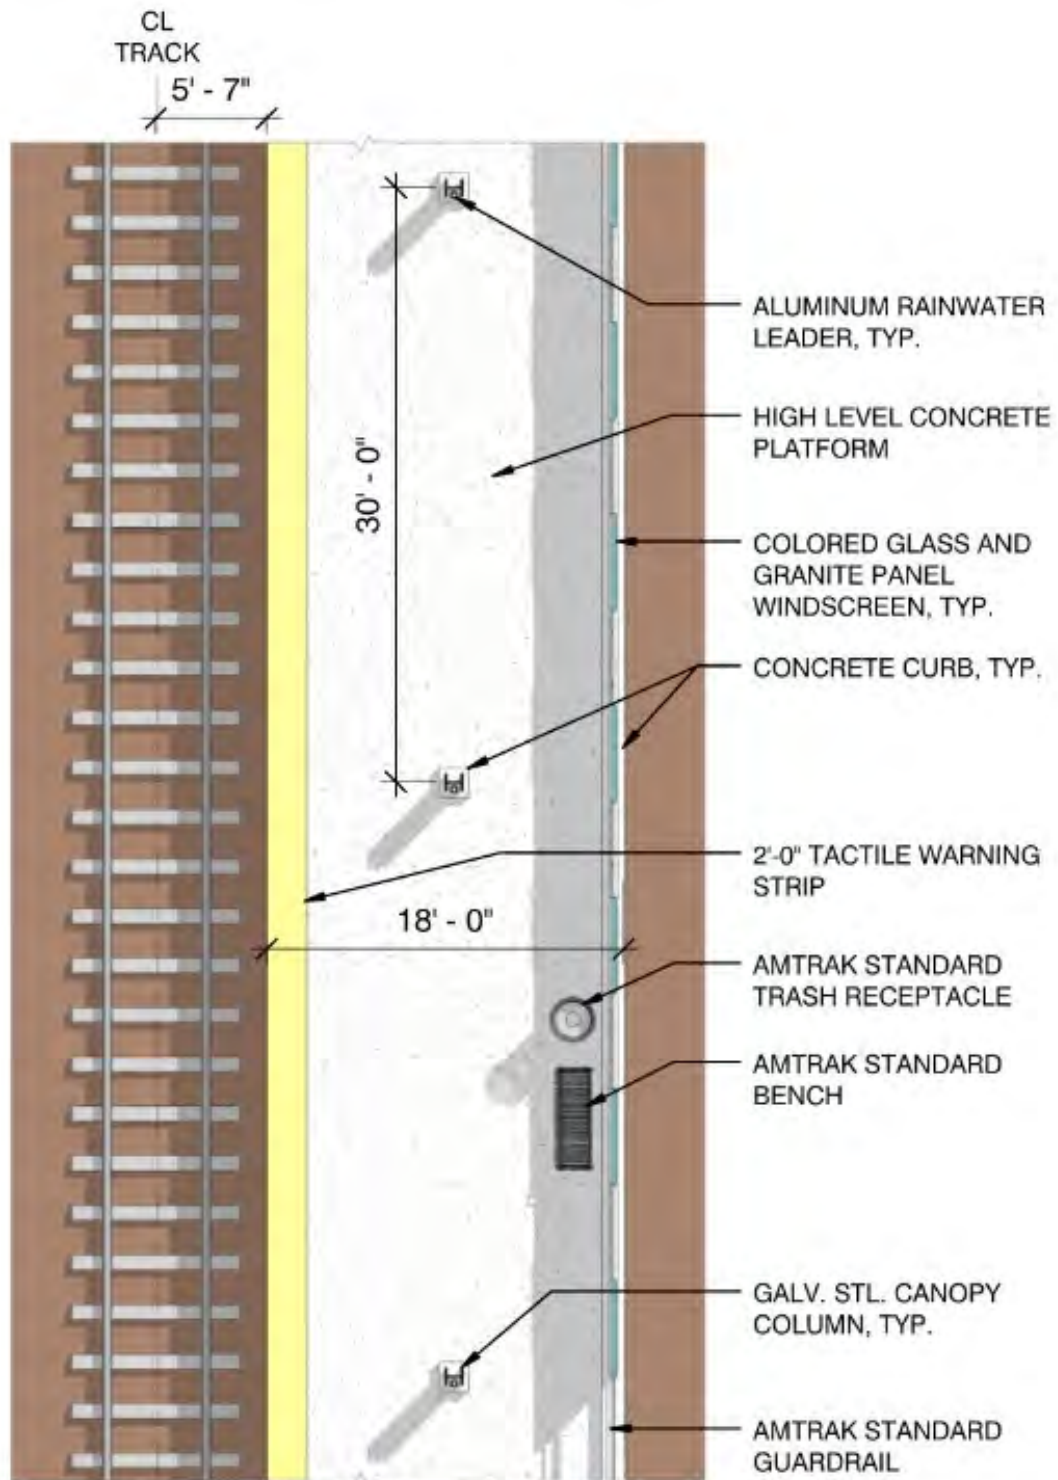 CL
TRACK
5' - 7"
30' - 0"
ALUMINUM RAINWATER
LEADER, TYP.
HIGH LEVEL CONCRETE
PLATFORM
COLORED GLASS AND
GRANITE PANEL
WINDSCREEN, TYP.
CONCRETE CURB, TYP.
2'-0" TACTILE WARNING
STRIP
18' - 0"
AMTRAK STANDARD
TRASH RECEPTACLE
AMTRAK STANDARD
BENCH
GALV. STL. CANOPY
COLUMN, TYP.
AMTRAK STANDARD
GUARDRAIL